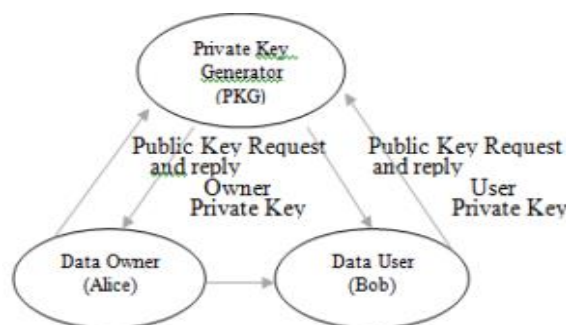 Private Key
Generator
(PKG)
Public Key Request
and reply
Owner
Private Key
Public Key Request
and reply
User
Private Key
Data Owner
(Alice)
Data User
(Bob)